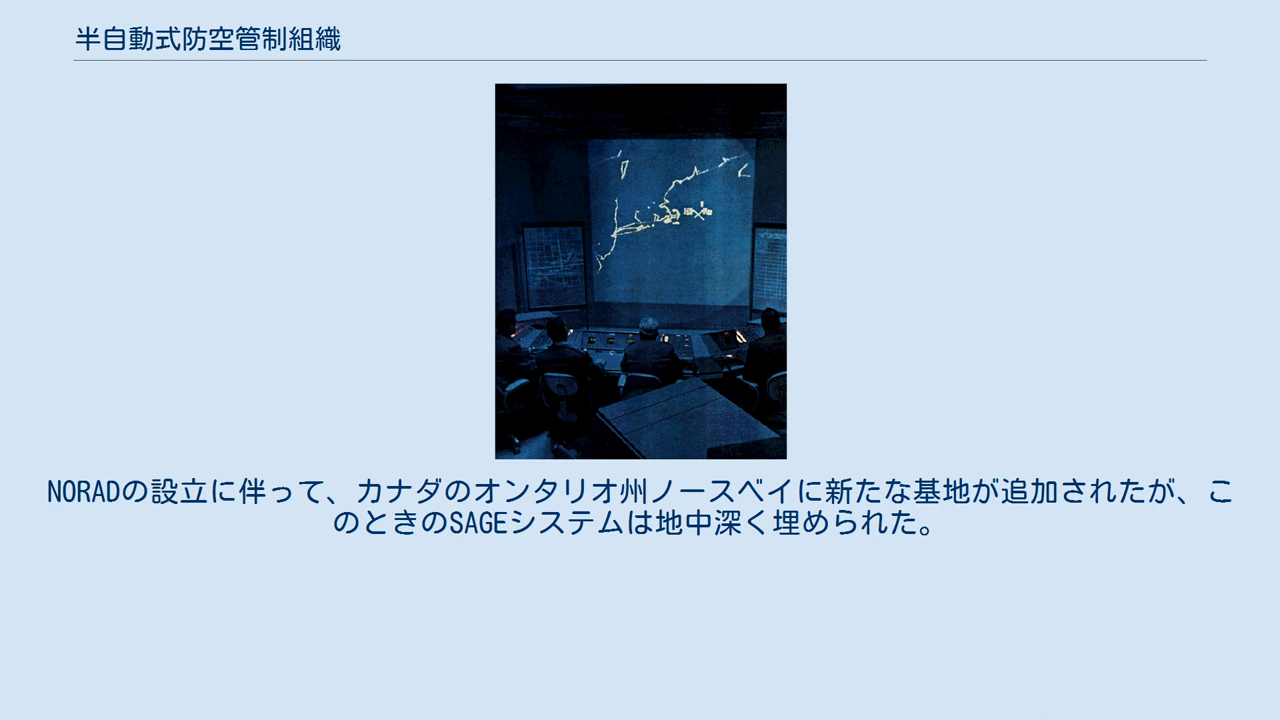 半自動式防空管制組織
NORADの設立に伴って、カナダのオンタリオ州ノースベイに新たな基地が追加されたが、こ
のときのSAGEシステムは地中深く埋められた。